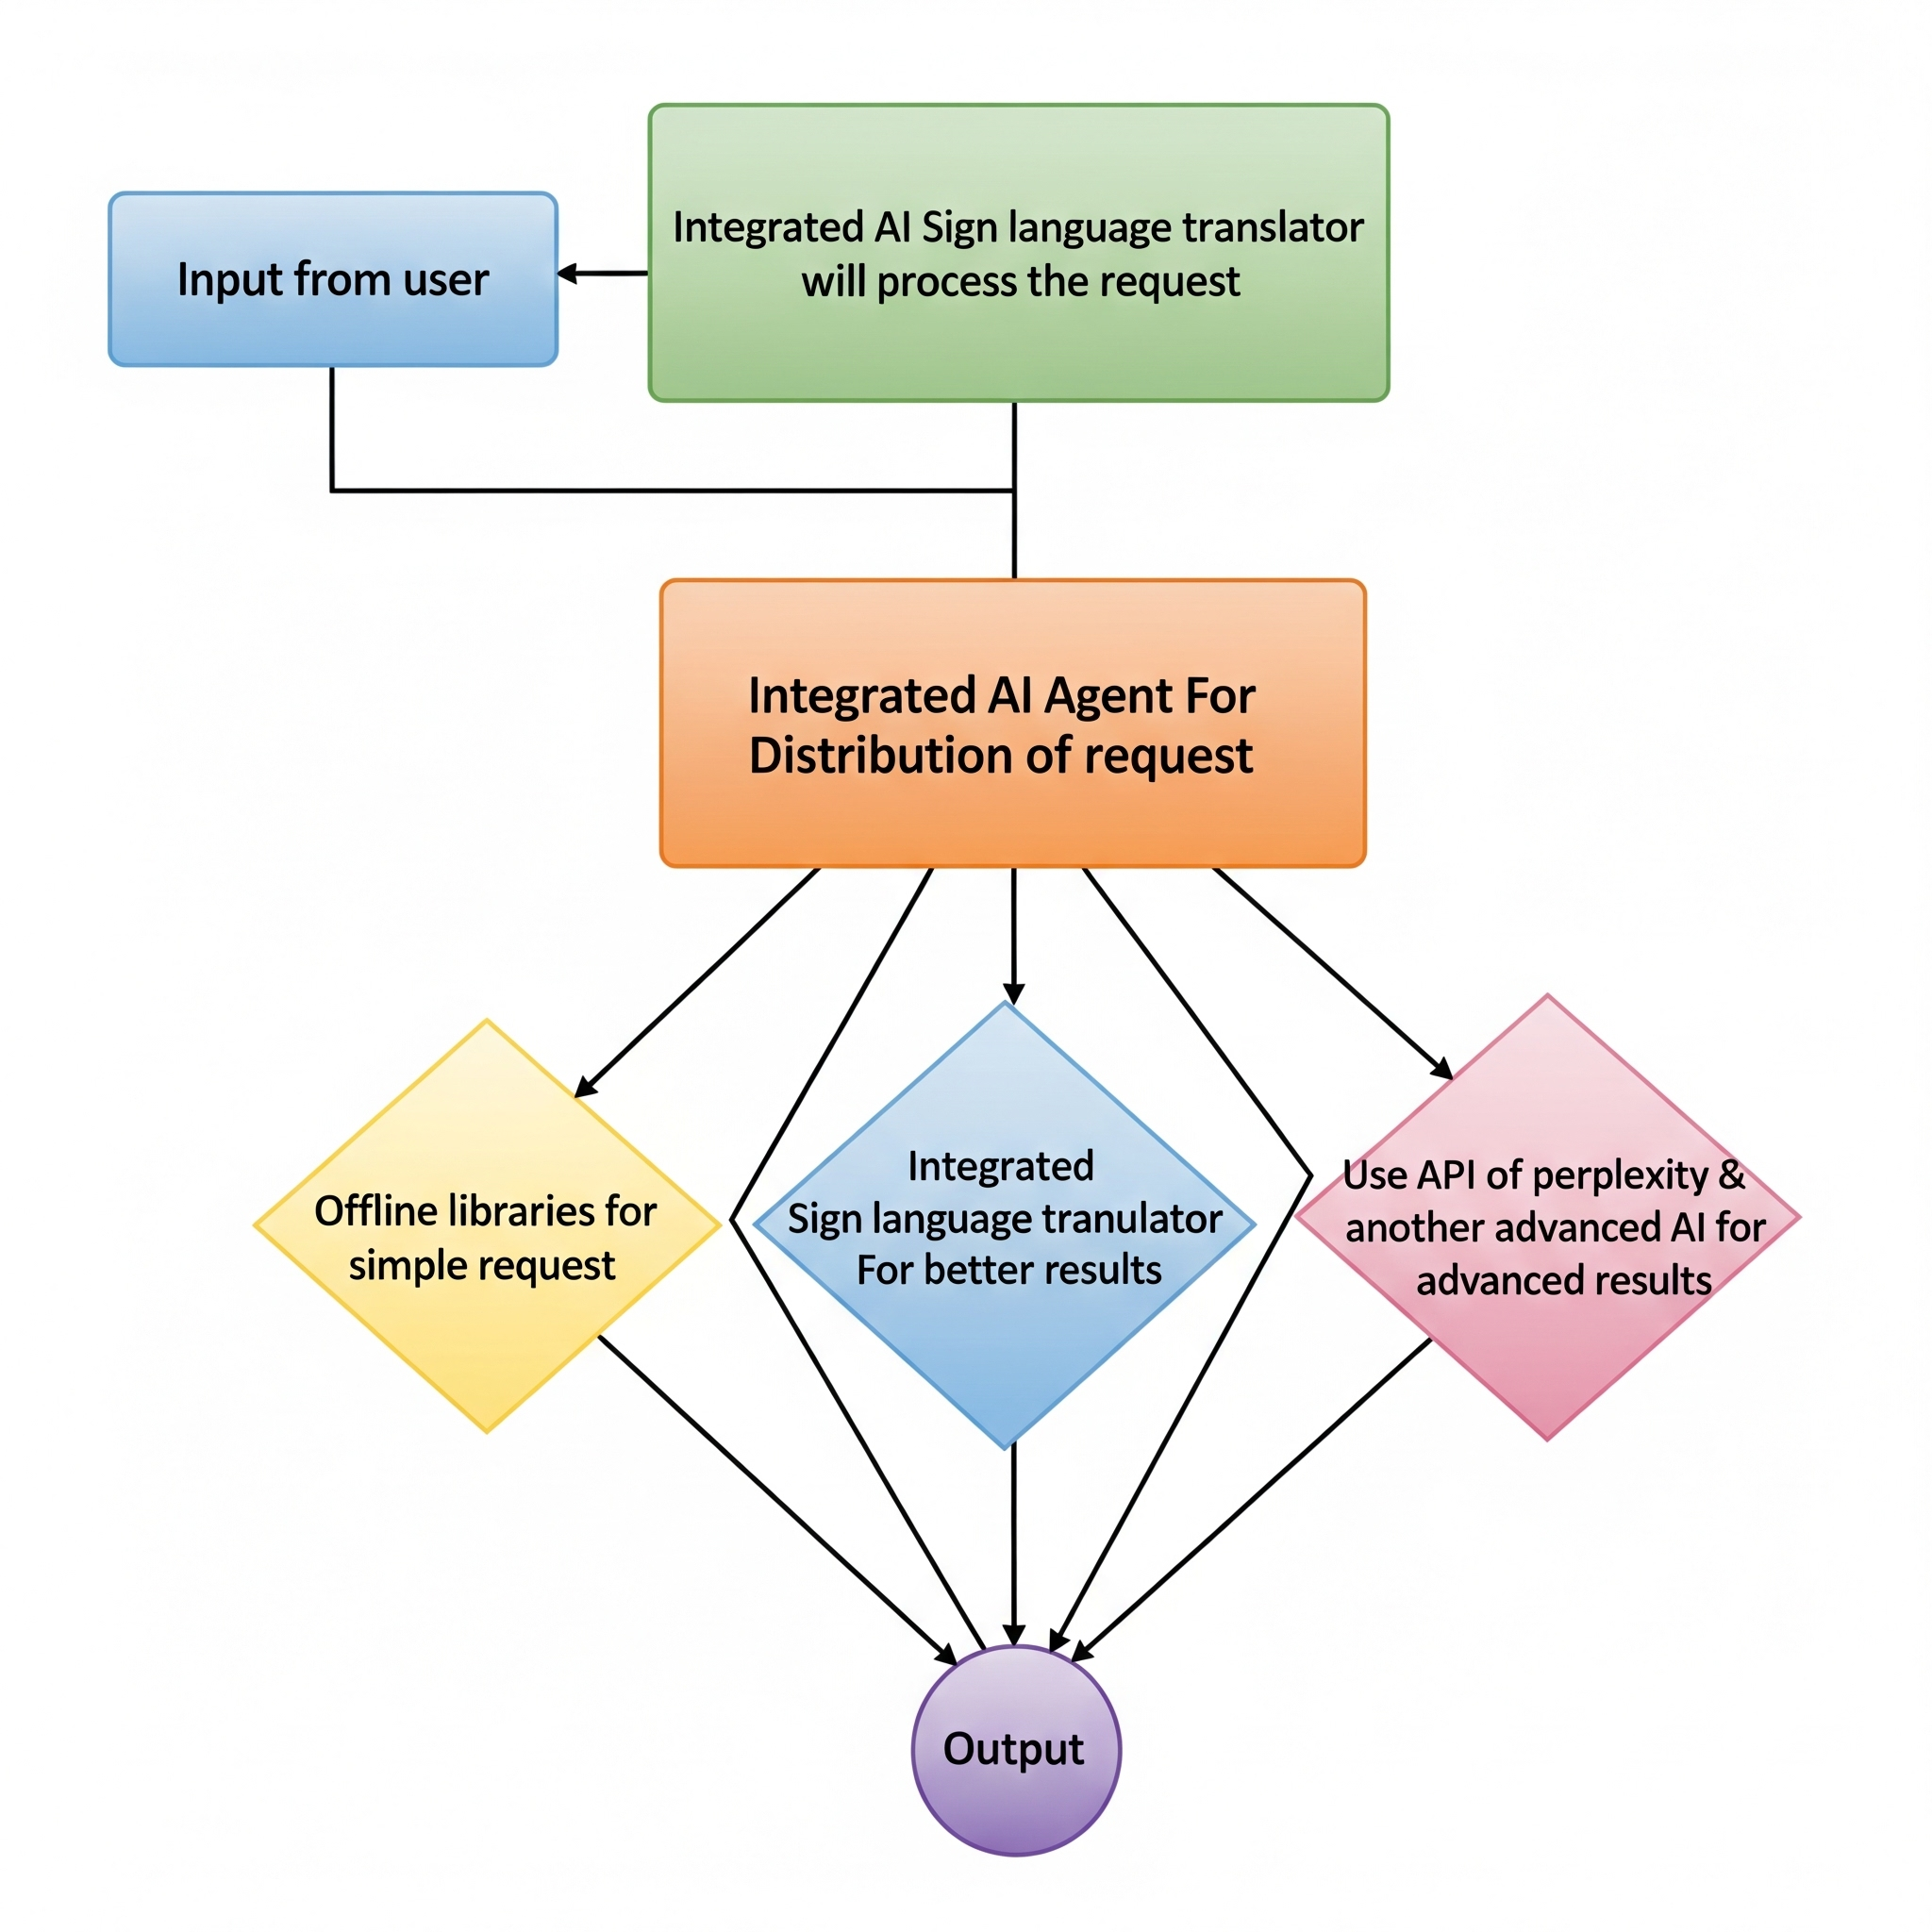 Integrated AI Sign language translator
will process the request
Input from user
Integrated AI Agent For
Distribution of request
Offline libraries for
simple request
Integrated
Sign language tranulator
For better results
Use API of perplexity &
another advanced AI for
advanced results
Output